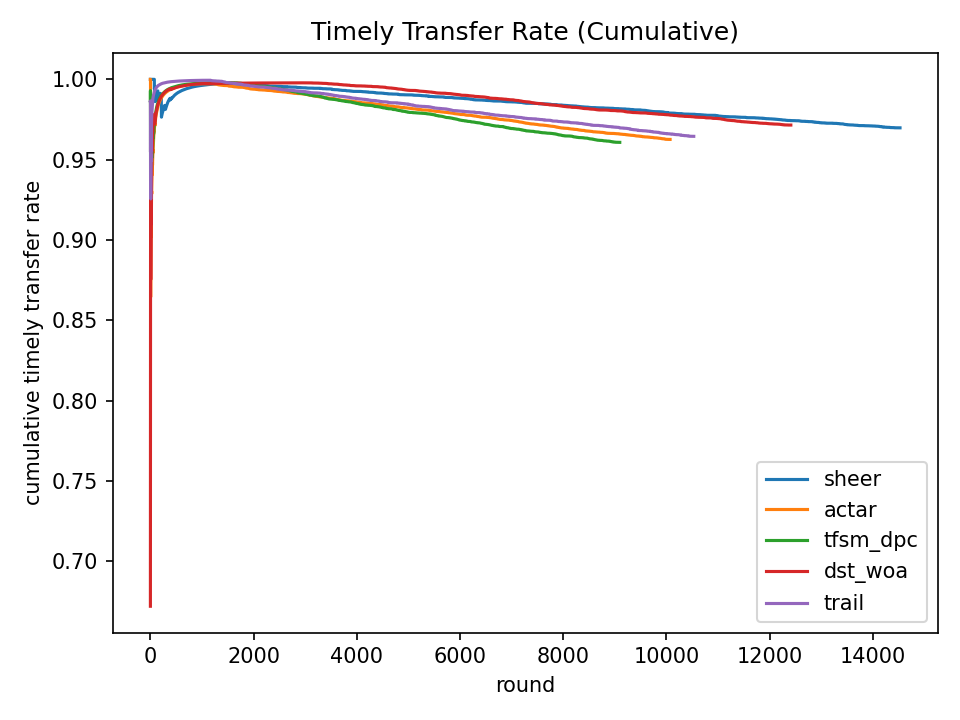 Timely Transfer Rate (Cumulative)
cumulative timely transfer rate
1.00
0.95
0.90
0.85
0.80
0.75
0.70
sheer
actar
tfsm_dpc
dst_woa
trail
0 2000 4000 6000 8000 10000 12000 14000
round